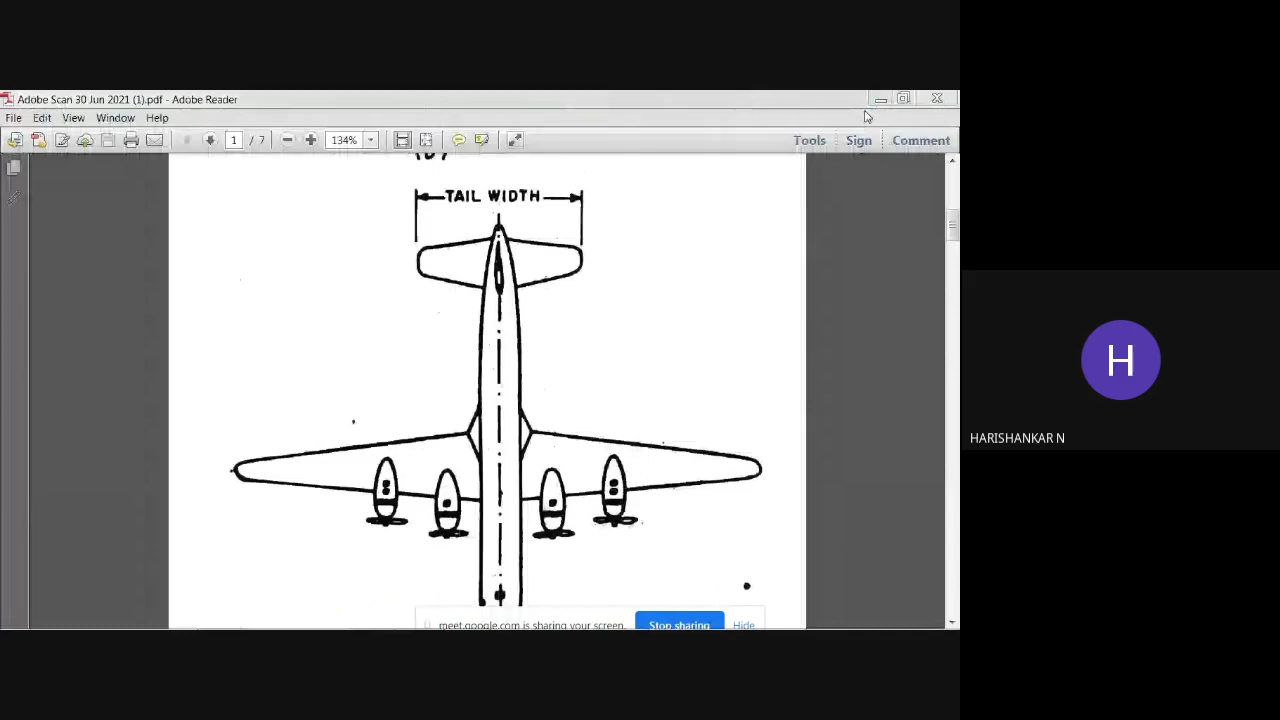 Adobe Scan 30 Jun 2021 (1).pdf - Adobe Reader
File Edit View Window Help
1 / 7 134% Tools Sign Comment
TAIL WIDTH
H
HARISHANKAR N
meet.google.com is sharing your screen. Stop sharing Hide